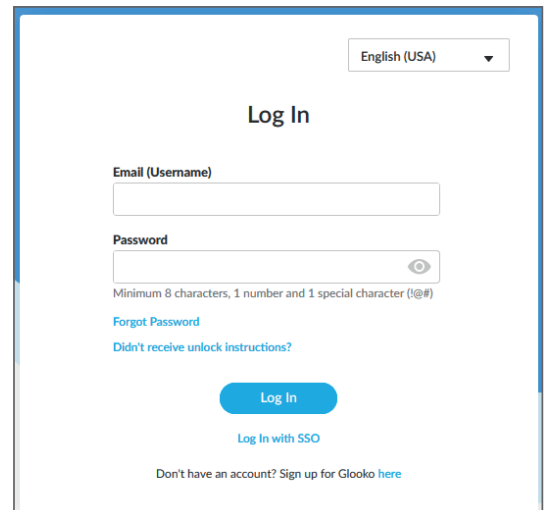 English (USA)
Log In
Email (Username)
Password
Minimum 8 characters, 1 number and 1 special character (!@#)
Forgot Password
Didn't receive unlock instructions?
Log In
Log In with SSO
Don't have an account? Sign up for Glooko here